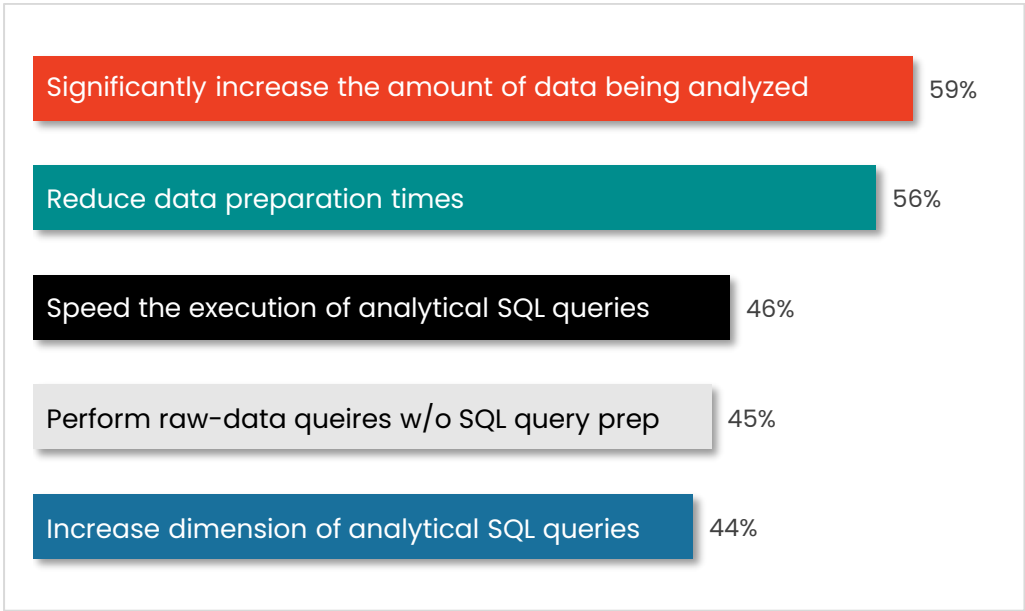 Significantly increase the amount of data being analyzed 59%
Reduce data preparation times 56%
Speed the execution of analytical SQL queries 46%
Perform raw-data queires w/o SQL query prep 45%
Increase dimension of analytical SQL queries 44%